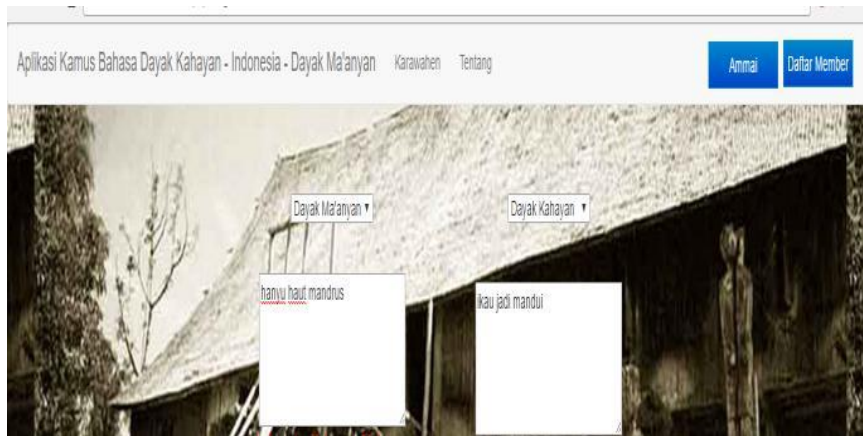 Aplikasi Kamus Bahasa Dayak Kahayan - Indonesia - Dayak Ma'anyan Karawahen Tentang Ammai Daftar Member
Dayak Ma'anyan Dayak Kahayan
hanyu haut mandrus
ikau jadi mandui